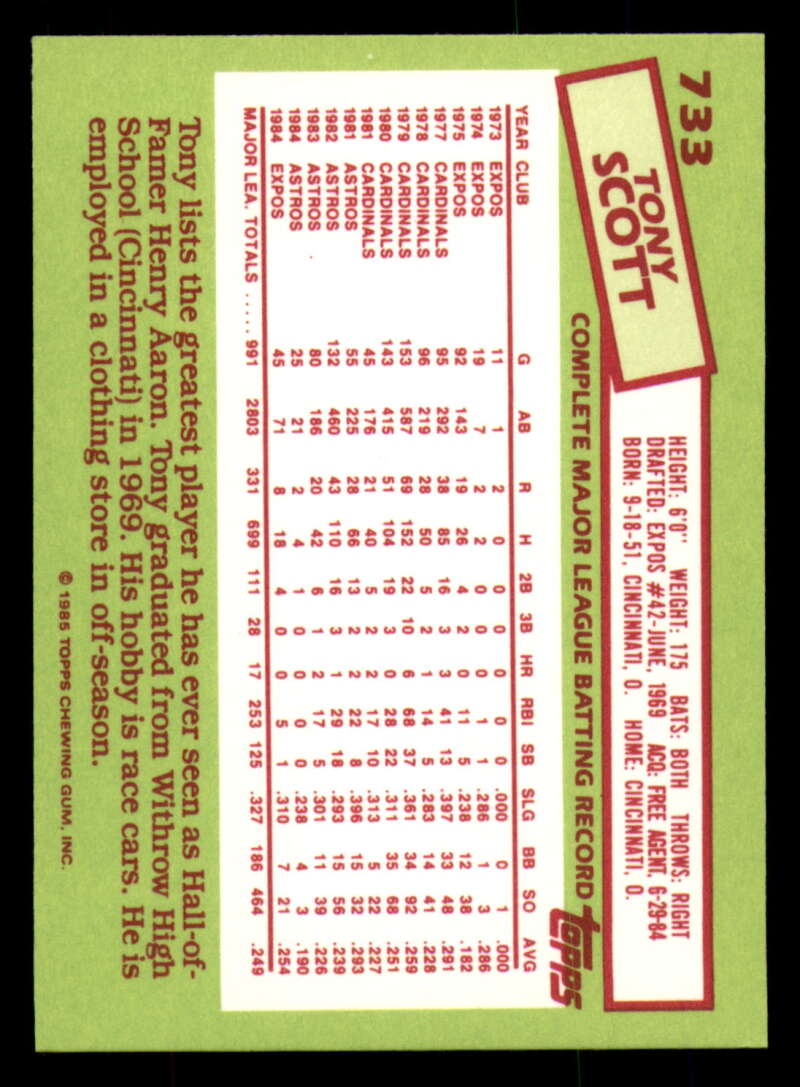 733
TONY
SCOTT
HEIGHT: 6'0" WEIGHT: 175 BATS: BOTH THROWS: RIGHT
DRAFTED: EXPOS #42-JUNE, 1969 ACQ: FREE AGENT, 6-29-84
BORN: 9-18-51, CINCINNATI, O. HOME: CINCINNATI, O.
COMPLETE MAJOR LEAGUE BATTING RECORD
topps
YEAR CLUB G AB R H 2B 3B HR RBI SB SLG BB SO AVG
1973 EXPOS 11 1 2 0 0 0 0 0 0 .000 0 1 .000
1974 EXPOS 19 7 2 2 0 0 0 1 1 .286 1 3 .286
1975 EXPOS 92 143 19 26 4 2 0 11 5 .238 12 38 .182
1977 CARDINALS 95 292 38 85 16 3 3 41 13 .397 33 48 .291
1978 CARDINALS 96 219 28 50 5 2 1 14 5 .283 14 41 .228
1979 CARDINALS 153 587 69 152 22 10 6 68 37 .361 34 92 .259
1980 CARDINALS 143 415 51 104 19 3 0 28 22 .311 35 68 .251
1981 CARDINALS 45 176 21 40 5 2 2 17 10 .313 5 22 .227
1981 ASTROS 55 225 28 66 13 2 2 22 8 .396 15 32 .293
1982 ASTROS 132 460 43 110 16 3 1 29 18 .293 15 56 .239
1983 ASTROS 80 186 20 42 6 1 2 17 5 .301 11 39 .226
1984 ASTROS 25 21 2 4 1 0 0 0 0 .238 4 3 .190
1984 EXPOS 45 71 8 18 4 0 0 5 1 .310 7 21 .254
MAJOR LEA. TOTALS ..... 991 2803 331 699 111 28 17 253 125 .327 186 464 .249
Tony lists the greatest player he has ever seen as Hall-of-
Famer Henry Aaron. Tony graduated from Withrow High
School (Cincinnati) in 1969. His hobby is race cars. He is
employed in a clothing store in off-season.
© 1985 TOPPS CHEWING GUM, INC.